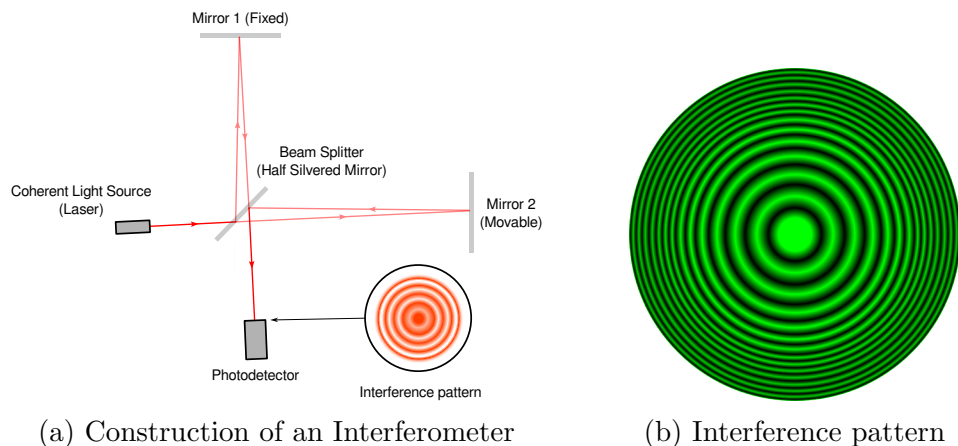 Mirror 1 (Fixed)
Beam Splitter
(Half Silvered Mirror)
Coherent Light Source
(Laser)
Mirror 2
(Movable)
Photodetector
Interference pattern
(a) Construction of an Interferometer
(b) Interference pattern